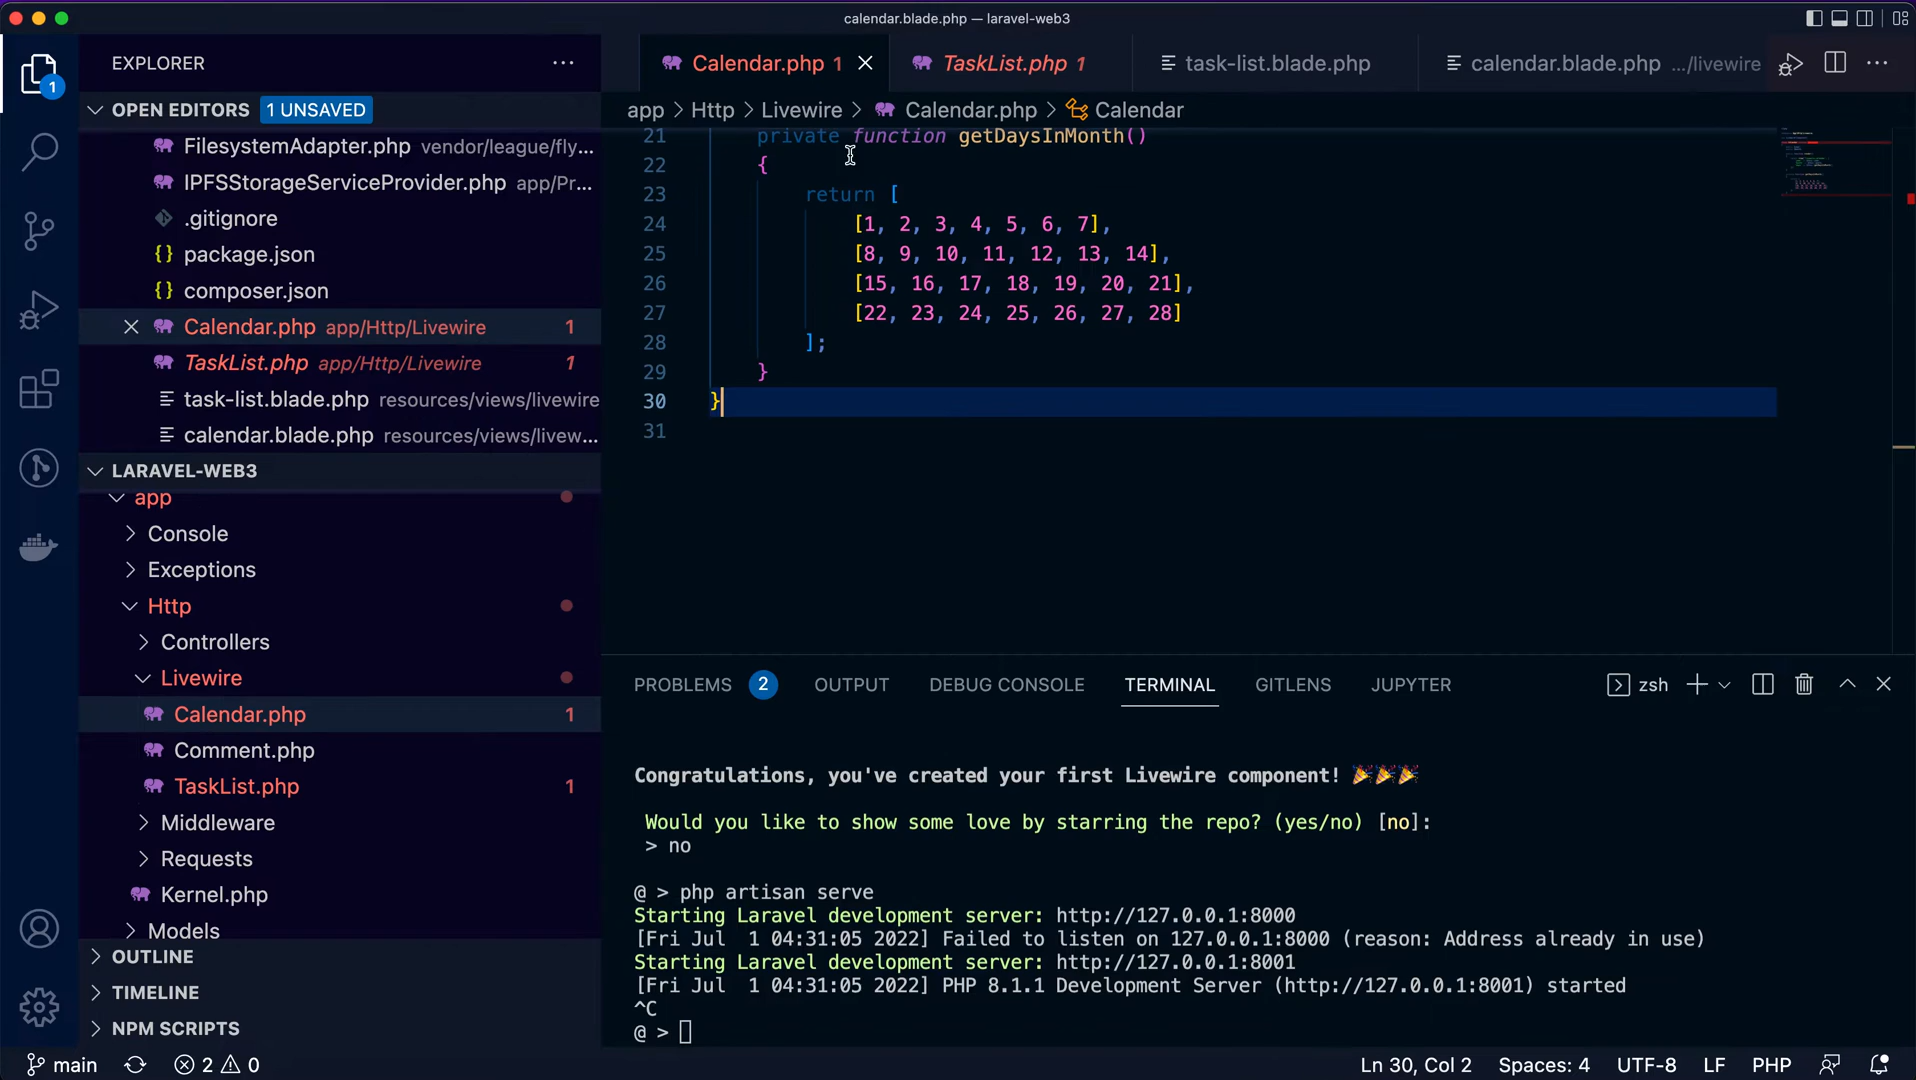 calendar.blade.php — laravel-web3
EXPLORER
OPEN EDITORS 1 UNSAVED
FilesystemAdapter.php vendor/league/fly...
IPFSStorageServiceProvider.php app/Pr...
.gitignore
package.json
composer.json
Calendar.php app/Http/Livewire 1
TaskList.php app/Http/Livewire 1
task-list.blade.php resources/views/livewire
calendar.blade.php resources/views/livew...
LARAVEL-WEB3
app
Console
Exceptions
Http
Controllers
Livewire
Calendar.php 1
Comment.php
TaskList.php 1
Middleware
Requests
Kernel.php
Models
OUTLINE
TIMELINE
NPM SCRIPTS
1
Calendar.php 1 TaskList.php 1 task-list.blade.php calendar.blade.php .../livewire
app > Http > Livewire > Calendar.php > Calendar
21 private function getDaysInMonth()
22 {
23 return [
24 [1, 2, 3, 4, 5, 6, 7],
25 [8, 9, 10, 11, 12, 13, 14],
26 [15, 16, 17, 18, 19, 20, 21],
27 [22, 23, 24, 25, 26, 27, 28]
28 ];
29 }
30 }
31
PROBLEMS 2 OUTPUT DEBUG CONSOLE TERMINAL GITLENS JUPYTER zsh
Congratulations, you've created your first Livewire component! 🎉🎉🎉
Would you like to show some love by starring the repo? (yes/no) [no]:
> no
@ > php artisan serve
Starting Laravel development server: http://127.0.0.1:8000
[Fri Jul  1 04:31:05 2022] Failed to listen on 127.0.0.1:8000 (reason: Address already in use)
Starting Laravel development server: http://127.0.0.1:8001
[Fri Jul  1 04:31:05 2022] PHP 8.1.1 Development Server (http://127.0.0.1:8001) started
^C
@ >
main 2 0 Ln 30, Col 2 Spaces: 4 UTF-8 LF PHP